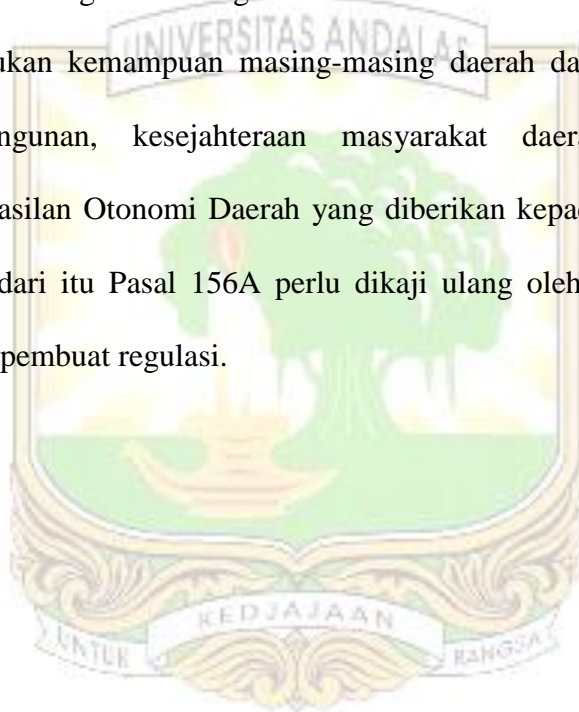 UNIVERSITAS ANDALAS
ukan kemampuan masing-masing daerah da
ngunan, kesejahteraan masyarakat daera
asilan Otonomi Daerah yang diberikan kepad
dari itu Pasal 156A perlu dikaji ulang oleh
pembuat regulasi.
KEDJAJAAN
UNTUK
BANGSA